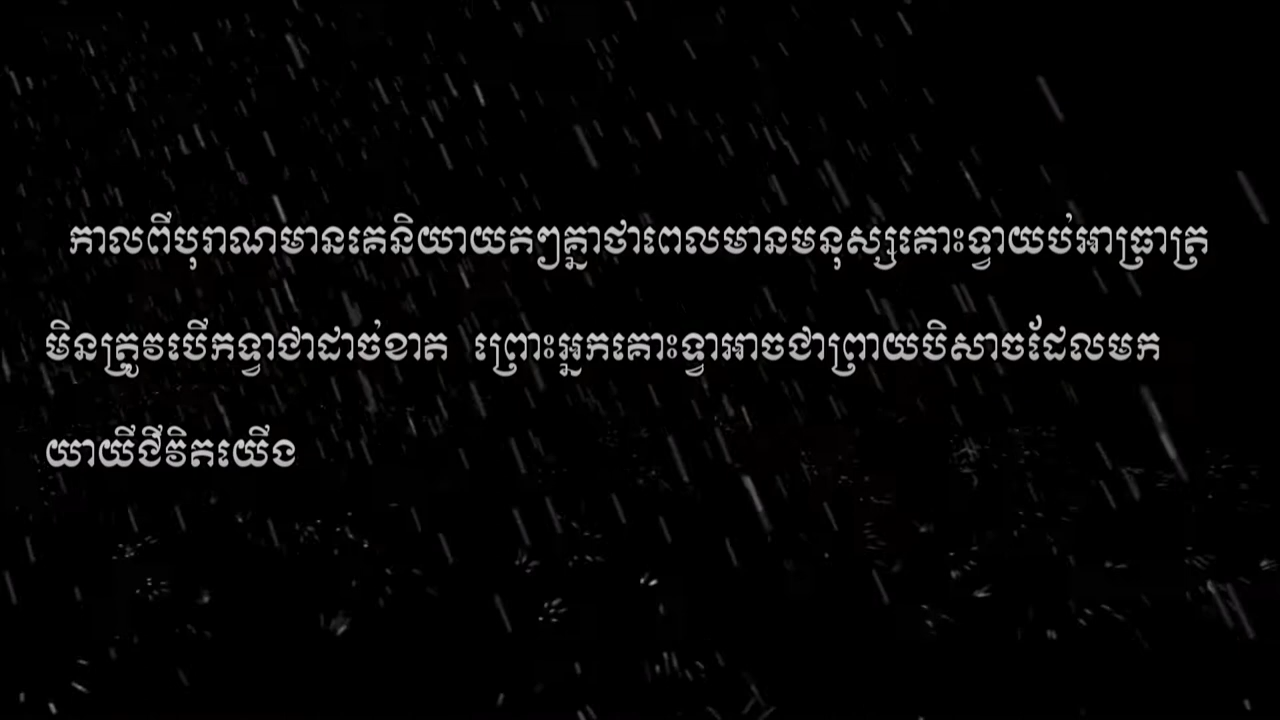 កាលពីបុរាណមានគេនិយាយតៗគ្នាថាពេលមានមនុស្សគោះទ្វាយប់អាធ្រាត្រ
មិនត្រូវបើកទ្វាជាដាច់ខាត ព្រោះអ្នកគោះទ្វាអាចជាព្រាយបិសាចដែលមក
យាយីជីវិតយើង